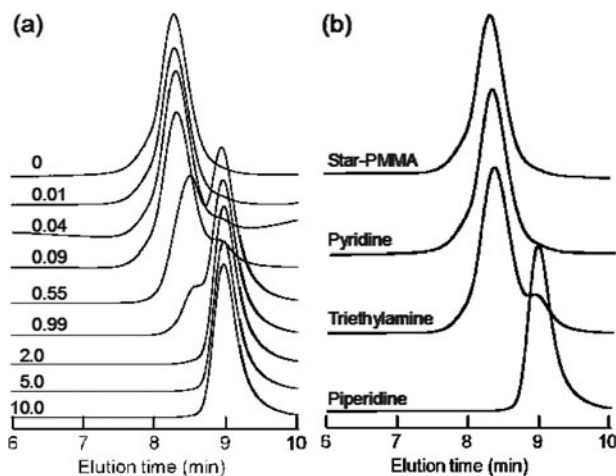 (a)
0
0.01
0.04
0.09
0.55
0.99
2.0
5.0
10.0
6 7 8 9 10
Elution time (min)
(b)
Star-PMMA
Pyridine
Triethylamine
Piperidine
6 7 8 9 10
Elution time (min)